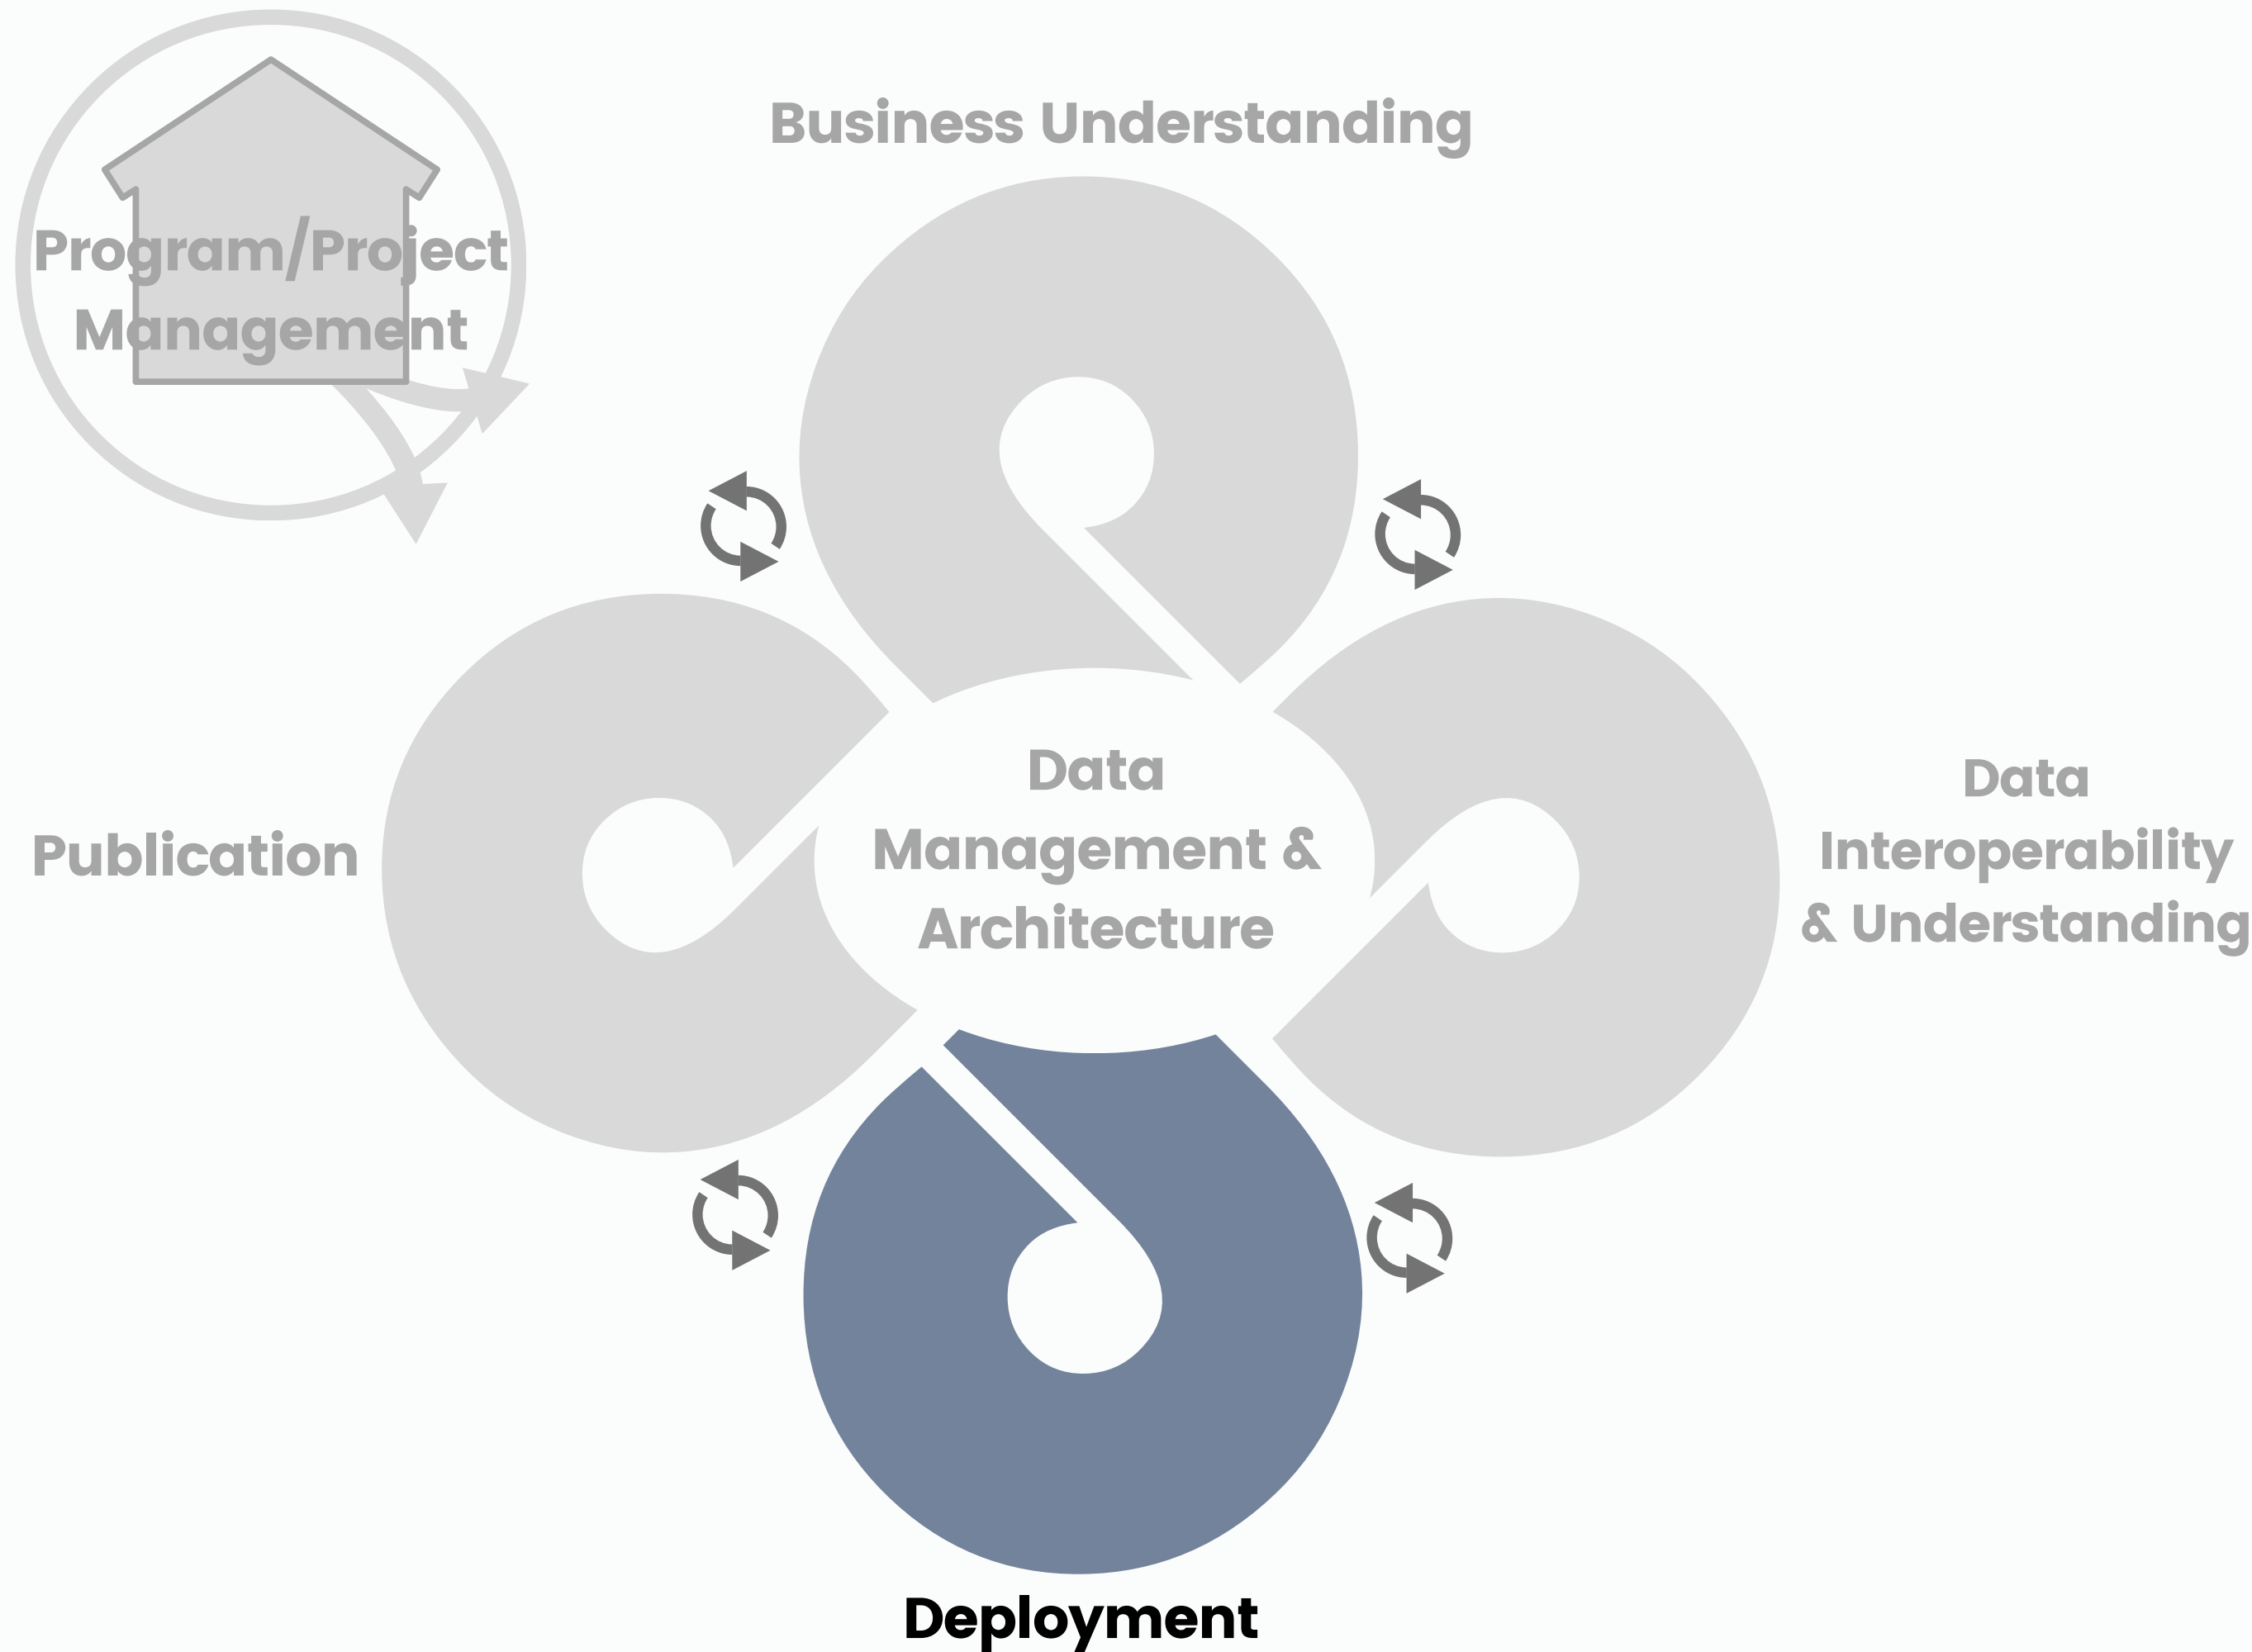 Business Understanding
Program/Project
Management
Data
Management &
Architecture
Data
Interoperability
& Understanding
Publication
Deployment